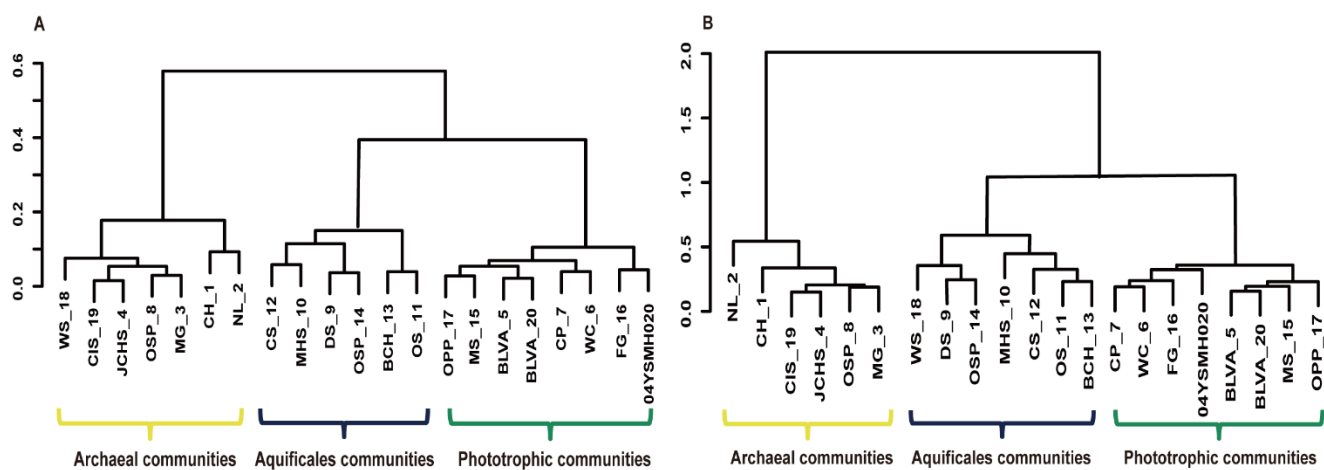 A
0.6
0.4
0.2
0.0
WS_18
CIS_19
JCHS_4
OSP_8
MG_3
CH_1
NL_2
CS_12
MHS_10
DS_9
OSP_14
BCH_13
OS_11
OPP_17
MS_15
BLVA_5
BLVA_20
CP_7
WC_6
FG_16
04YSMH020
Archaeal communities
Aquificales communities
Phototrophic communities
B
2.0
1.5
1.0
0.5
0.0
NL_2
CH_1
CIS_19
JCHS_4
OSP_8
MG_3
WS_18
DS_9
OSP_14
MHS_10
CS_12
OS_11
BCH_13
CP_7
WC_6
FG_16
04YSMH020
BLVA_5
BLVA_20
MS_15
OPP_17
Archaeal communities
Aquificales communities
Phototrophic communities